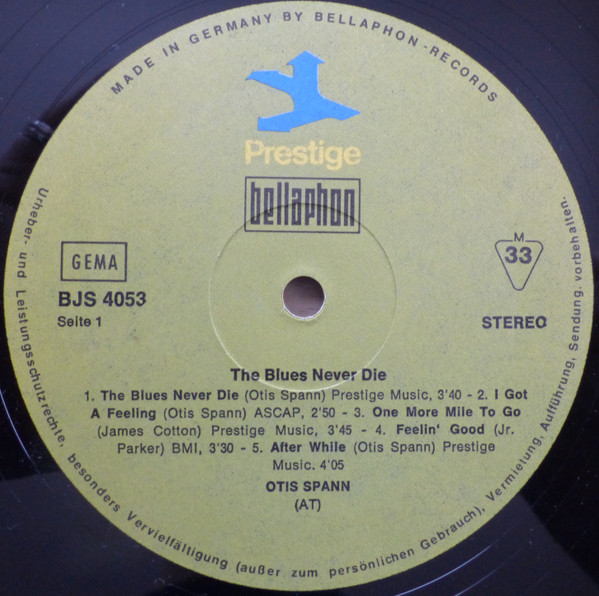 MADE IN GERMANY BY BELLAPHON-RECORDS
Prestige
bellaphon
GEMA
BJS 4053
Seite 1
M
33
STEREO
The Blues Never Die
1. The Blues Never Die (Otis Spann) Prestige Music, 3'40 - 2. I Got
A Feeling (Otis Spann) ASCAP, 2'50 - 3. One More Mile To Go
(James Cotton) Prestige Music, 3'45 - 4. Feelin' Good (Jr.
Parker) BMI, 3'30 - 5. After While (Otis Spann) Prestige
Music. 4'05
OTIS SPANN
(AT)
Urheber- und Leistungsschutzrechte, besonders Vervielfältigung (außer zum persönlichen Gebrauch), Vermietung, Aufführung, Sendung, vorbehalten.